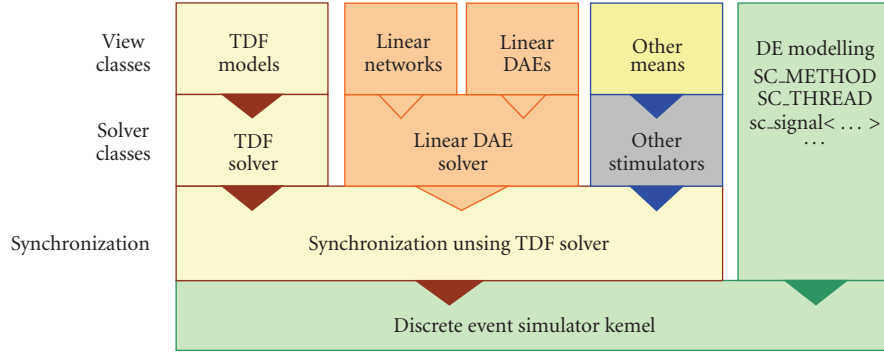 View
classes
TDF
models
Linear
networks
Linear
DAEs
Other
means
DE modelling
SC_METHOD
SC_THREAD
sc_signal< ... >
...
Solver
classes
TDF
solver
Linear DAE
solver
Other
stimulators
Synchronization
Synchronization unsing TDF solver
Discrete event simulator kernel